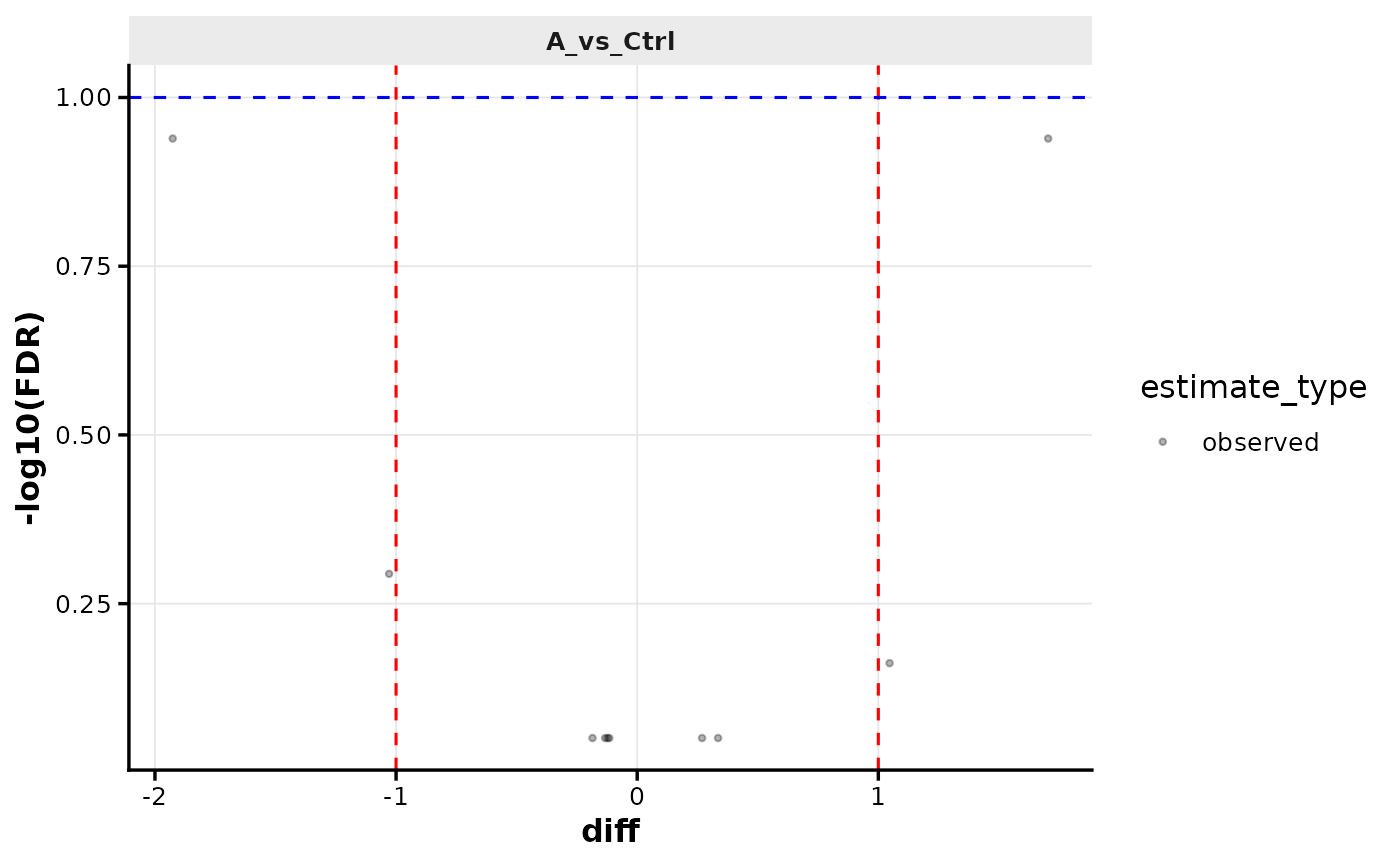 A_vs_Ctrl
1.00
0.75
0.50
0.25
-log10(FDR)
-2
-1
0
1
diff
estimate_type
observed